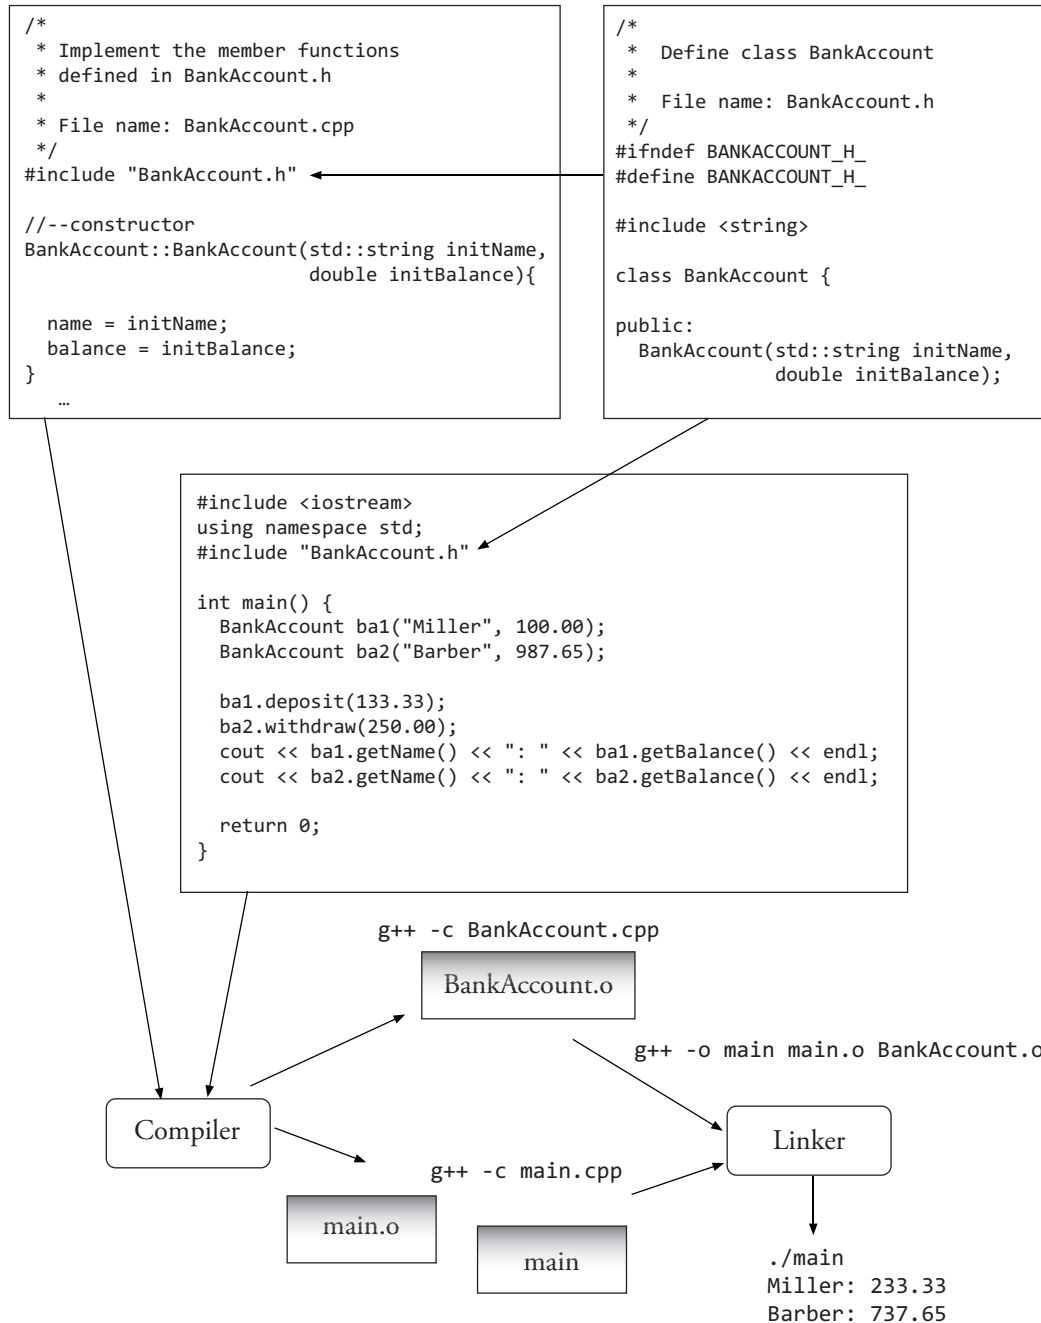 /*
 * Implement the member functions
 * defined in BankAccount.h
 *
 * File name: BankAccount.cpp
 */
#include "BankAccount.h"

//--constructor
BankAccount::BankAccount(std::string initName,
                         double initBalance){

  name = initName;
  balance = initBalance;
}
   …
/*
 *  Define class BankAccount
 *
 *  File name: BankAccount.h
 */
#ifndef BANKACCOUNT_H_
#define BANKACCOUNT_H_

#include <string>

class BankAccount {

public:
  BankAccount(std::string initName,
              double initBalance);
#include <iostream>
using namespace std;
#include "BankAccount.h"

int main() {
  BankAccount ba1("Miller", 100.00);
  BankAccount ba2("Barber", 987.65);

  ba1.deposit(133.33);
  ba2.withdraw(250.00);
  cout << ba1.getName() << ": " << ba1.getBalance() << endl;
  cout << ba2.getName() << ": " << ba2.getBalance() << endl;

  return 0;
}
g++ -c BankAccount.cpp
BankAccount.o
g++ -o main main.o BankAccount.o
Compiler
Linker
g++ -c main.cpp
main.o
main
./main
Miller: 233.33
Barber: 737.65